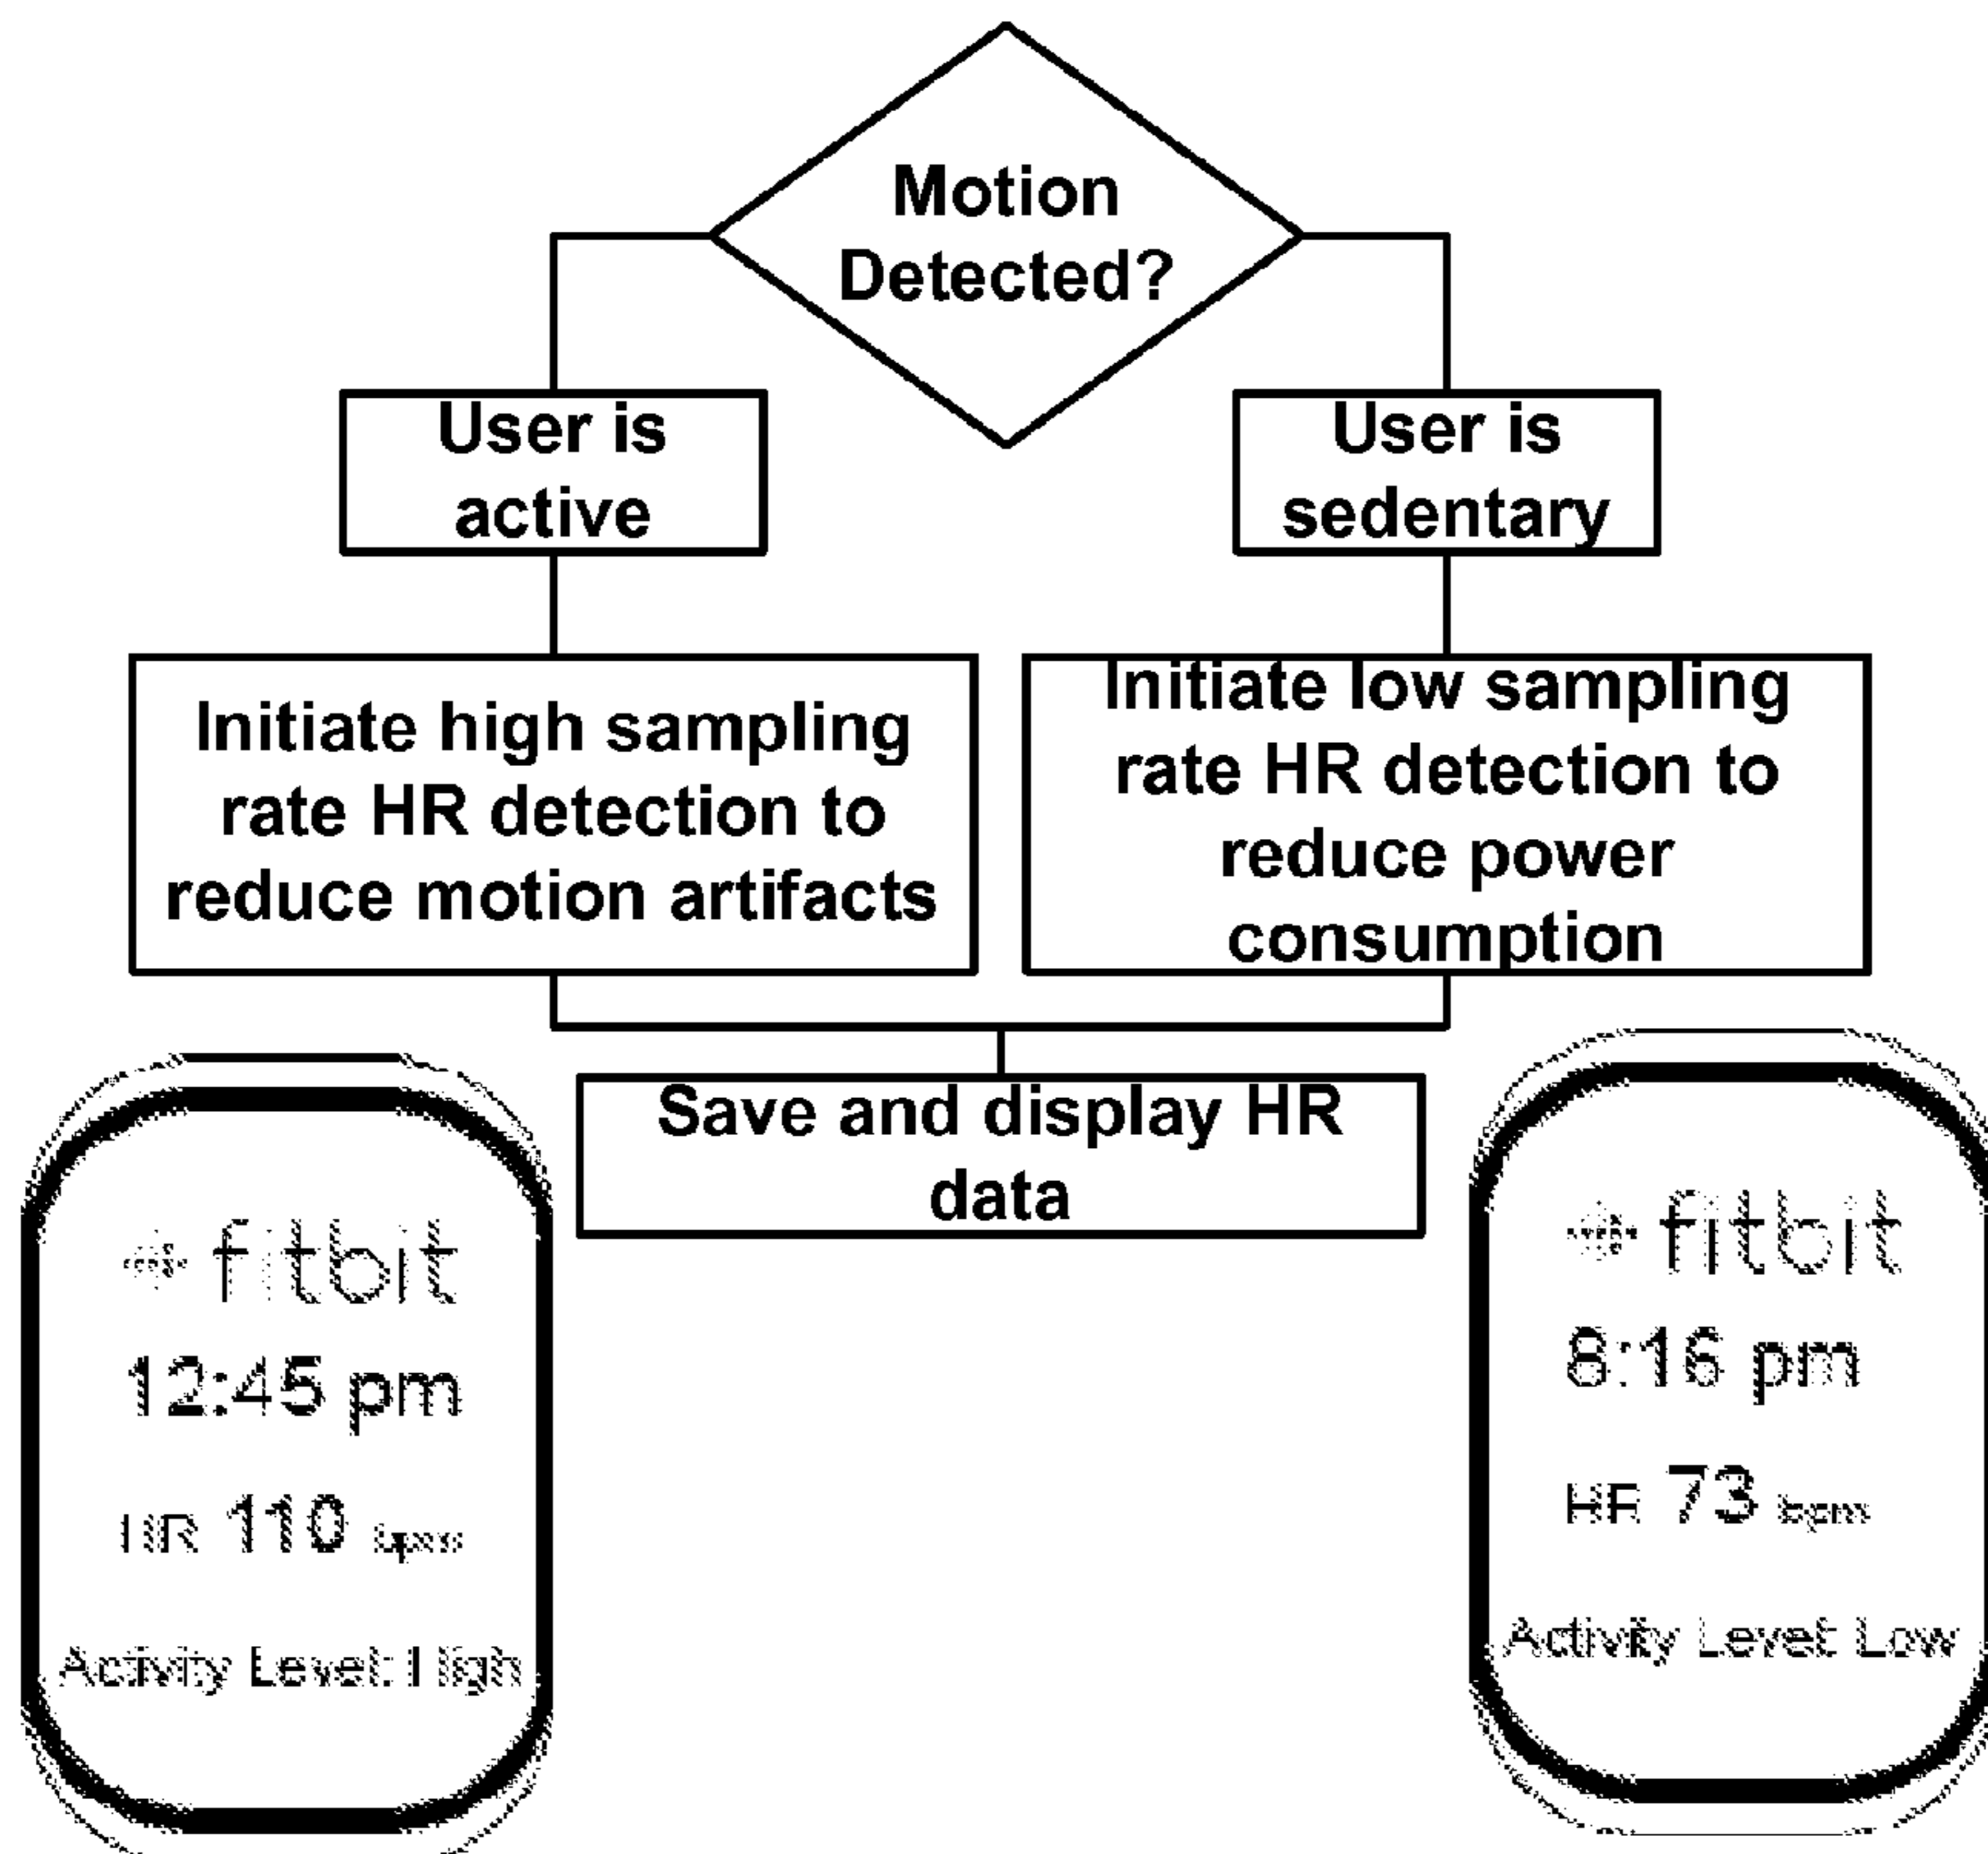 Motion
Detected?
User is
active
User is
sedentary
Initiate high sampling
rate HR detection to
reduce motion artifacts
Initiate low sampling
rate HR detection to
reduce power
consumption
Save and display HR
data
fitbit
12:45 pm
HR 110 bpm
Activity Level: High
fitbit
8:16 pm
HR 73 bpm
Activity Level: Low